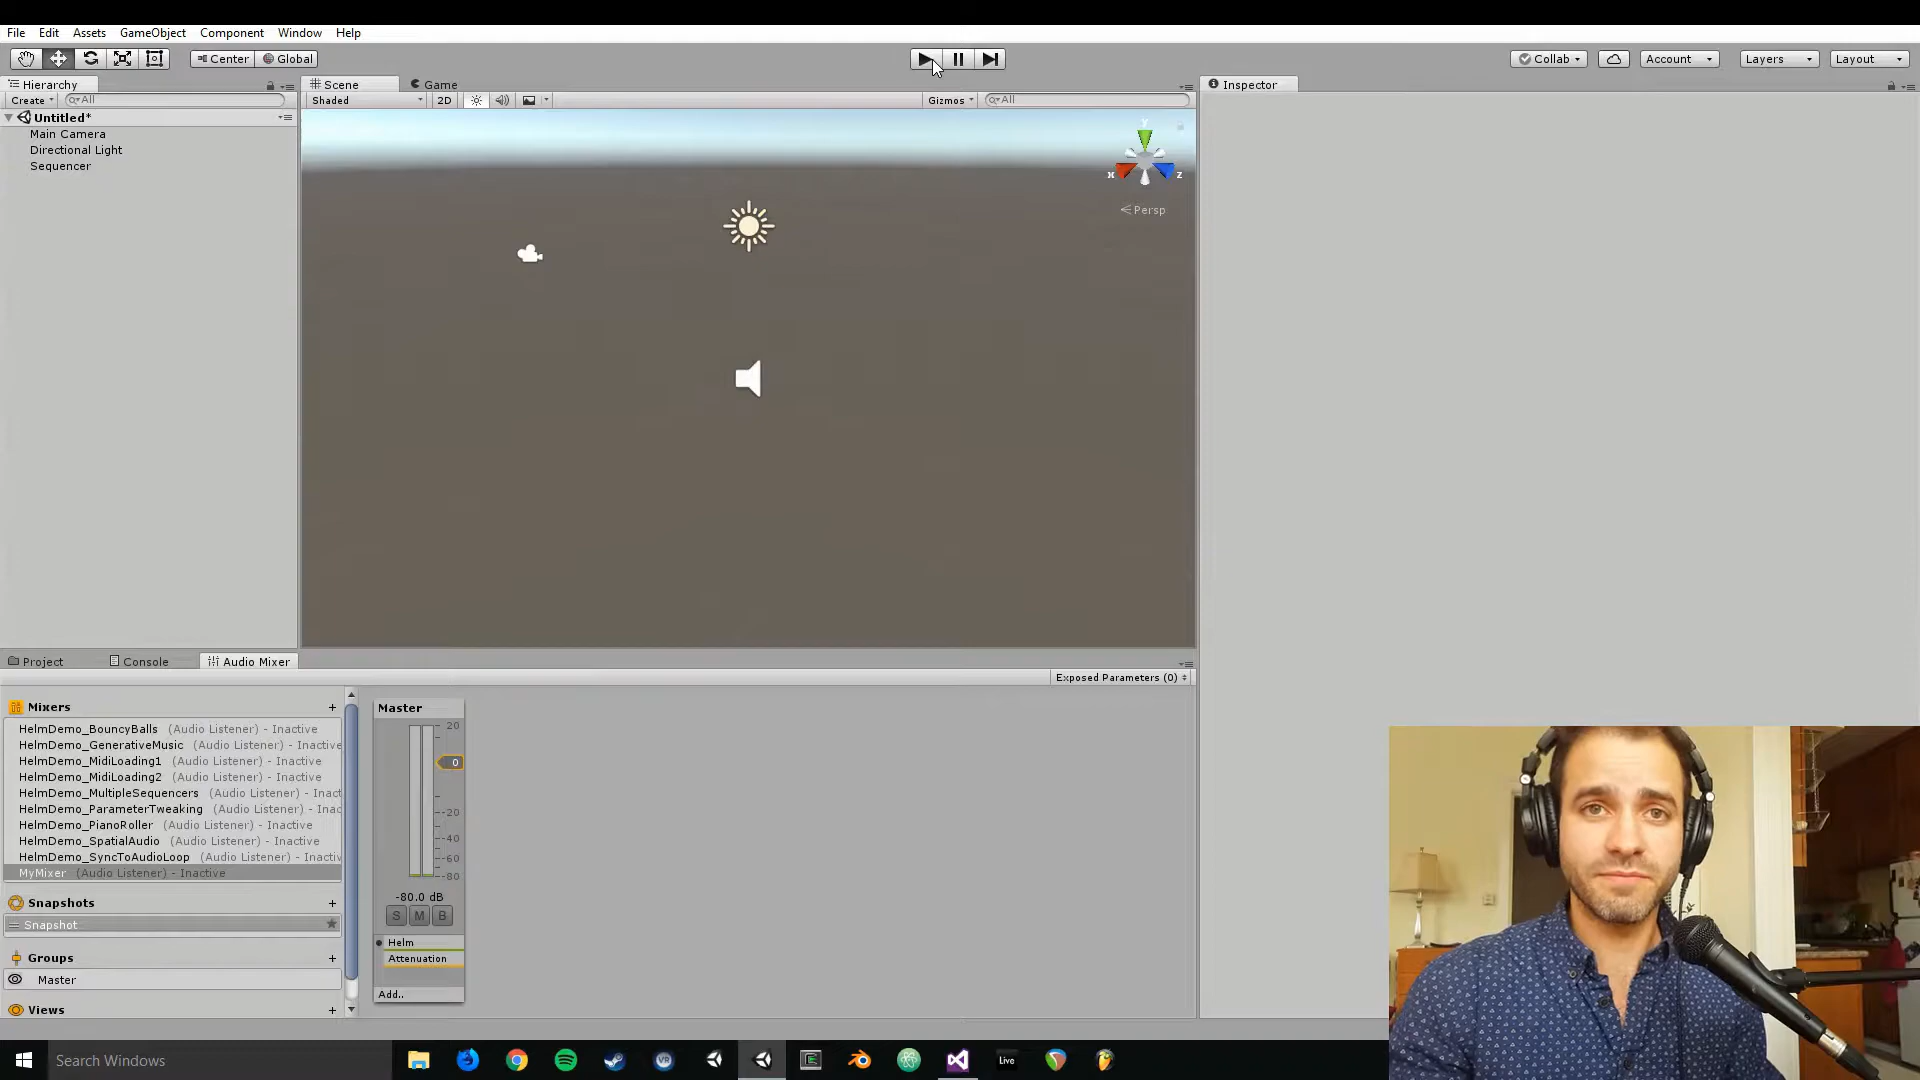 File Edit Assets GameObject Component Window Help
Center Global Collab Account Layers Layout
Hierarchy Scene Game Inspector
Create All Shaded 2D Gizmos All
Untitled*
Main Camera
Directional Light
Sequencer
y
x z
Persp
Project Console Audio Mixer
Exposed Parameters (0)
Mixers +
HelmDemo_BouncyBalls (Audio Listener) - Inactive
HelmDemo_GenerativeMusic (Audio Listener) - Inactive
HelmDemo_MidiLoading1 (Audio Listener) - Inactive
HelmDemo_MidiLoading2 (Audio Listener) - Inactive
HelmDemo_MultipleSequencers (Audio Listener) - Inac
HelmDemo_ParameterTweaking (Audio Listener) - Inac
HelmDemo_PianoRoller (Audio Listener) - Inactive
HelmDemo_SpatialAudio (Audio Listener) - Inactive
HelmDemo_SyncToAudioLoop (Audio Listener) - Inactiv
MyMixer (Audio Listener) - Inactive
Snapshots +
Snapshot
Groups +
Master
Views +
Master
20
0
-20
-40
-60
-80
-80.0 dB
S M B
Helm
Attenuation
Add..
Search Windows
VR
Live